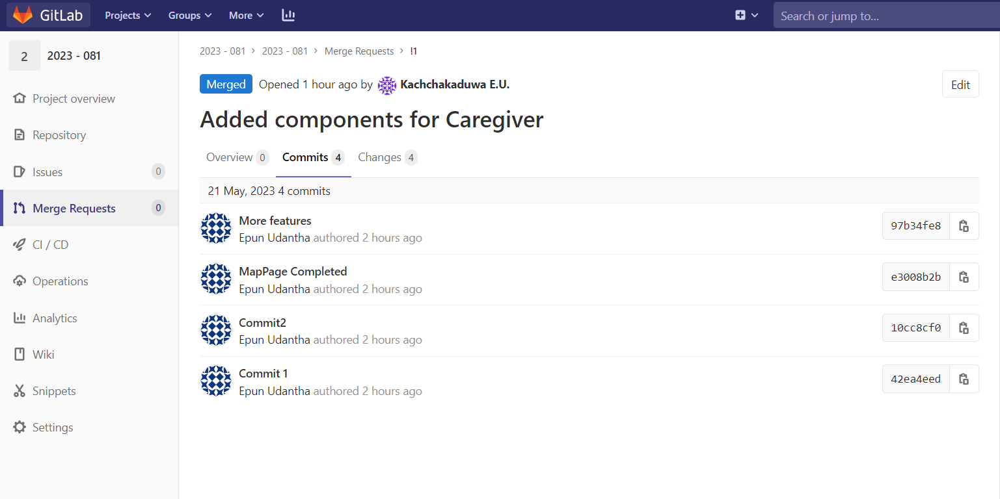 GitLab Projects Groups More Search or jump to...
2 2023 - 081
Project overview
Repository
Issues 0
Merge Requests 0
CI / CD
Operations
Analytics
Wiki
Snippets
Settings
2023 - 081 › 2023 - 081 › Merge Requests › !1
Merged Opened 1 hour ago by Kachchakaduwa E.U. Edit
Added components for Caregiver
Overview 0 Commits 4 Changes 4
21 May, 2023 4 commits
More features
Epun Udantha authored 2 hours ago
97b34fe8
MapPage Completed
Epun Udantha authored 2 hours ago
e3008b2b
Commit2
Epun Udantha authored 2 hours ago
10cc8cf0
Commit 1
Epun Udantha authored 2 hours ago
42ea4eed